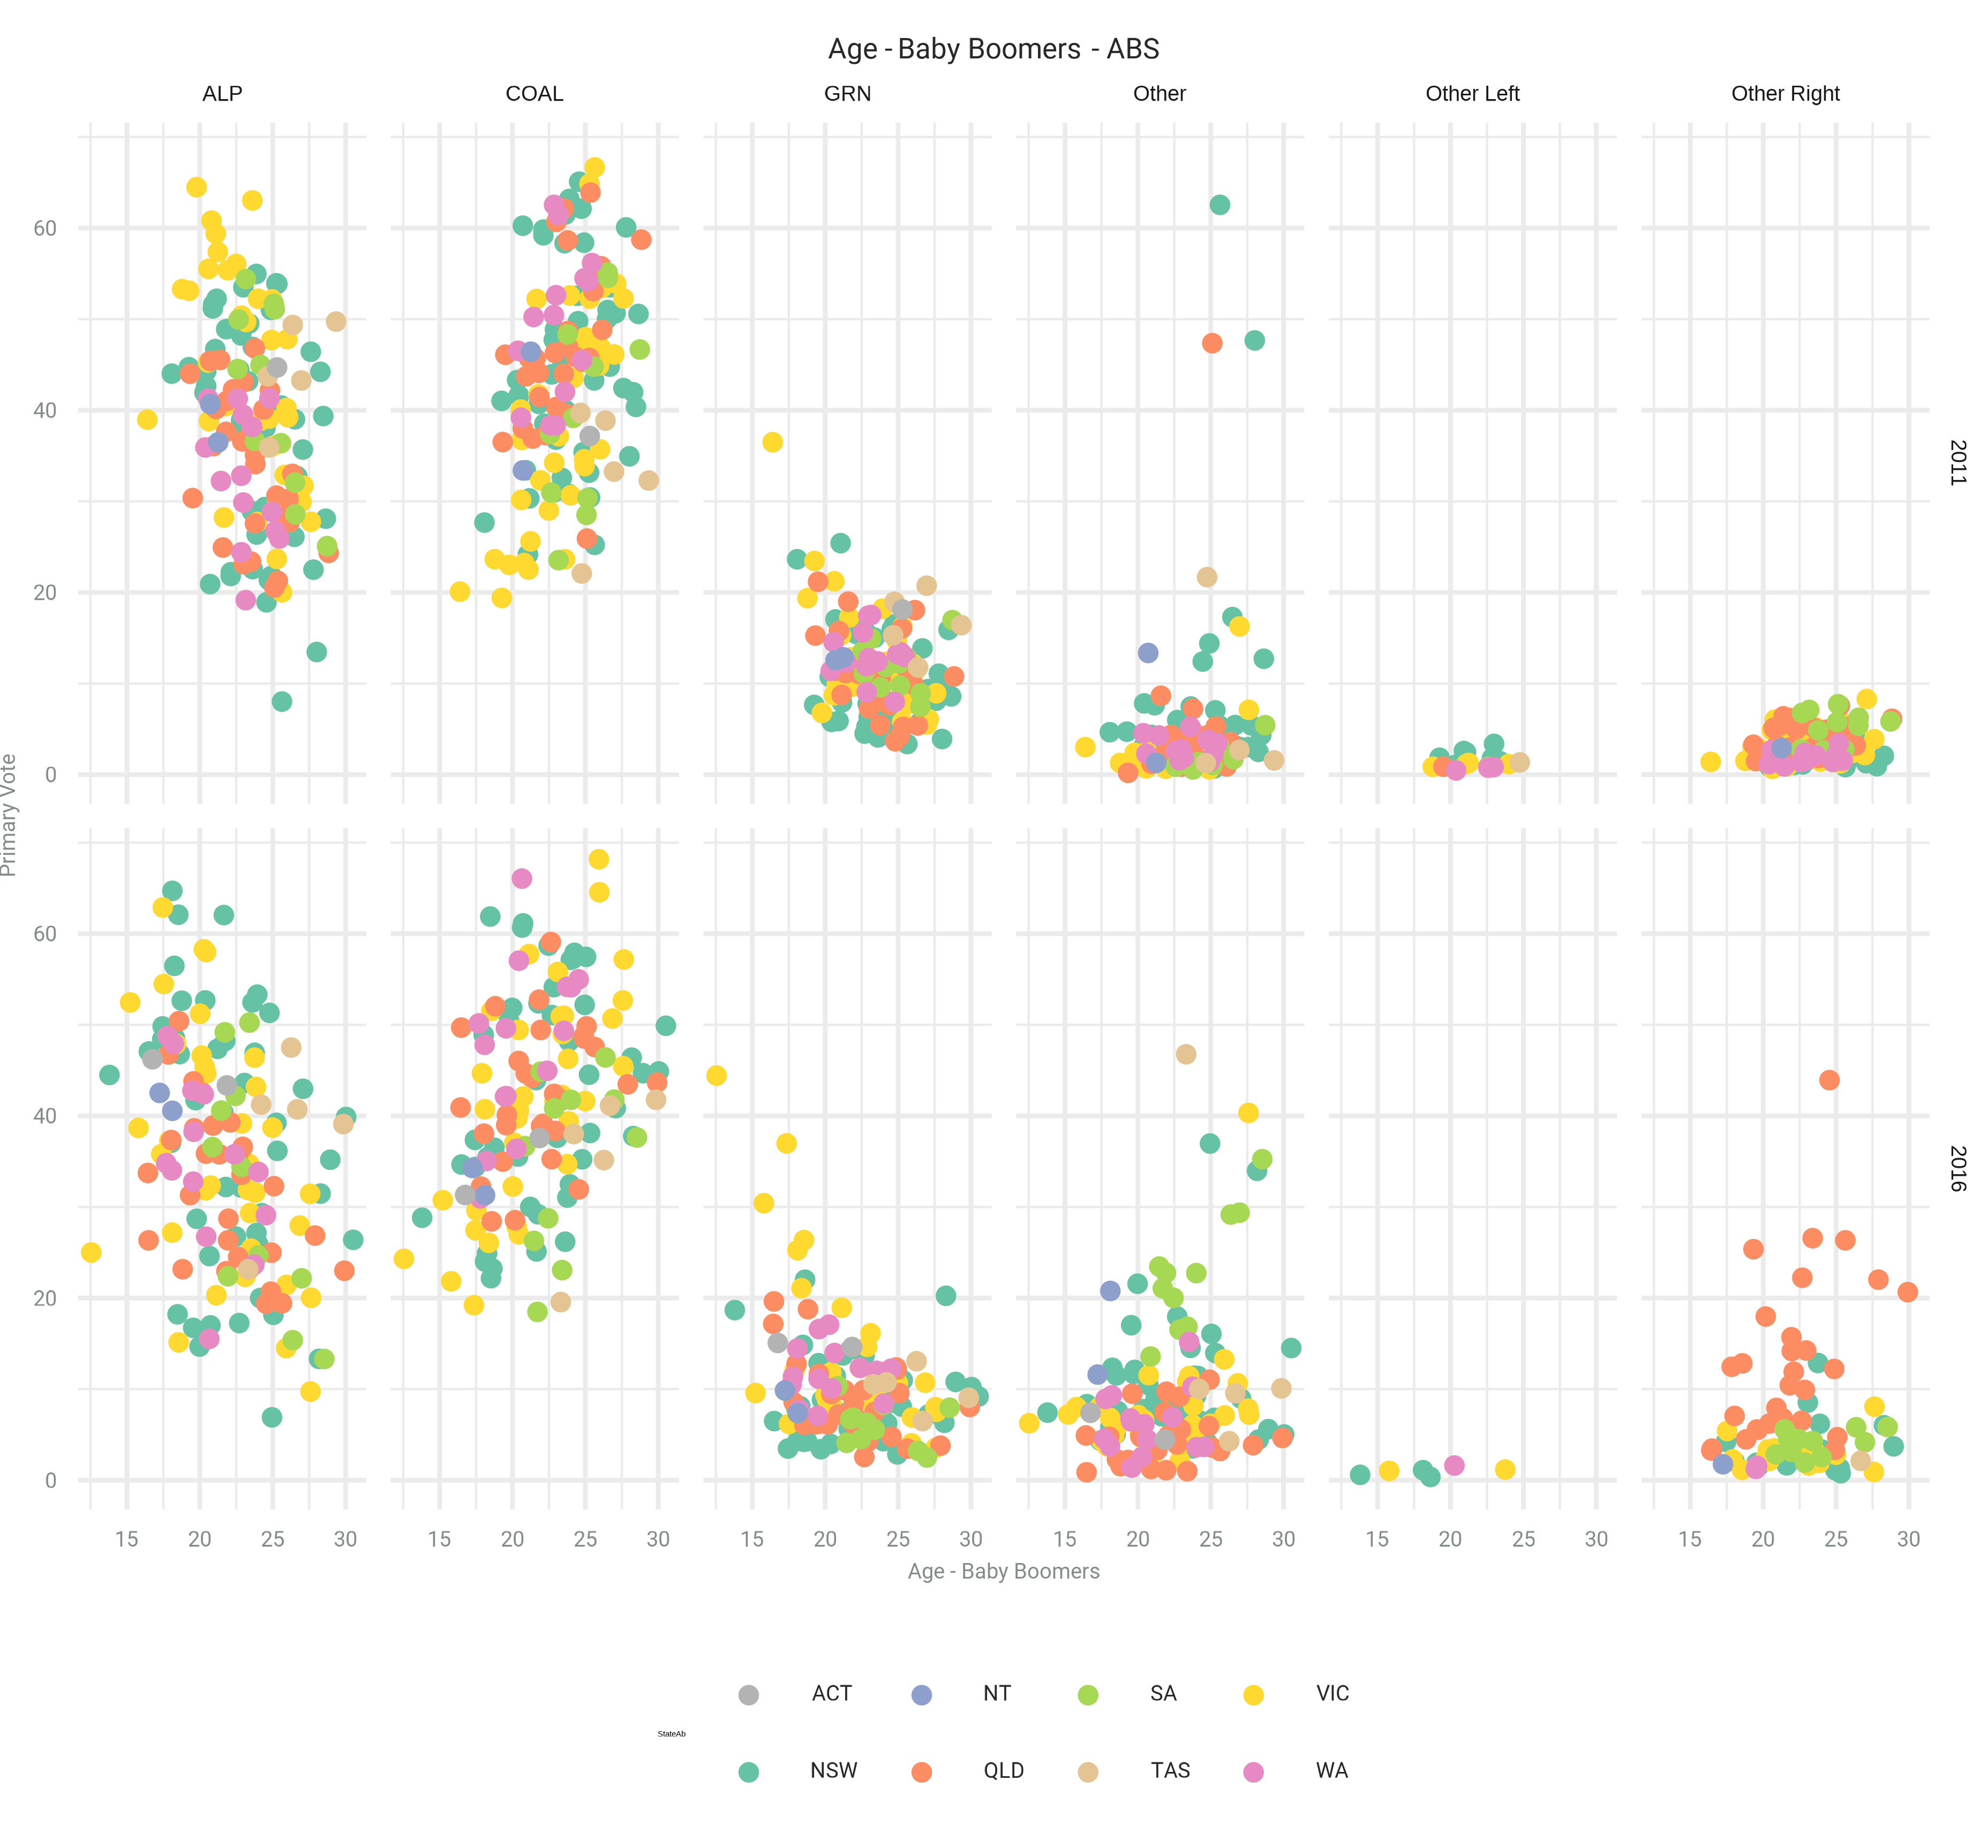 Age - Baby Boomers - ABS
ALP COAL GRN Other Other Left Other Right
60
40
20
0
2011
Primary Vote
60
40
20
0
2016
15 20 25 30 15 20 25 30 15 20 25 30 15 20 25 30 15 20 25 30 15 20 25 30
Age - Baby Boomers
StateAb
ACT NT SA VIC
NSW QLD TAS WA